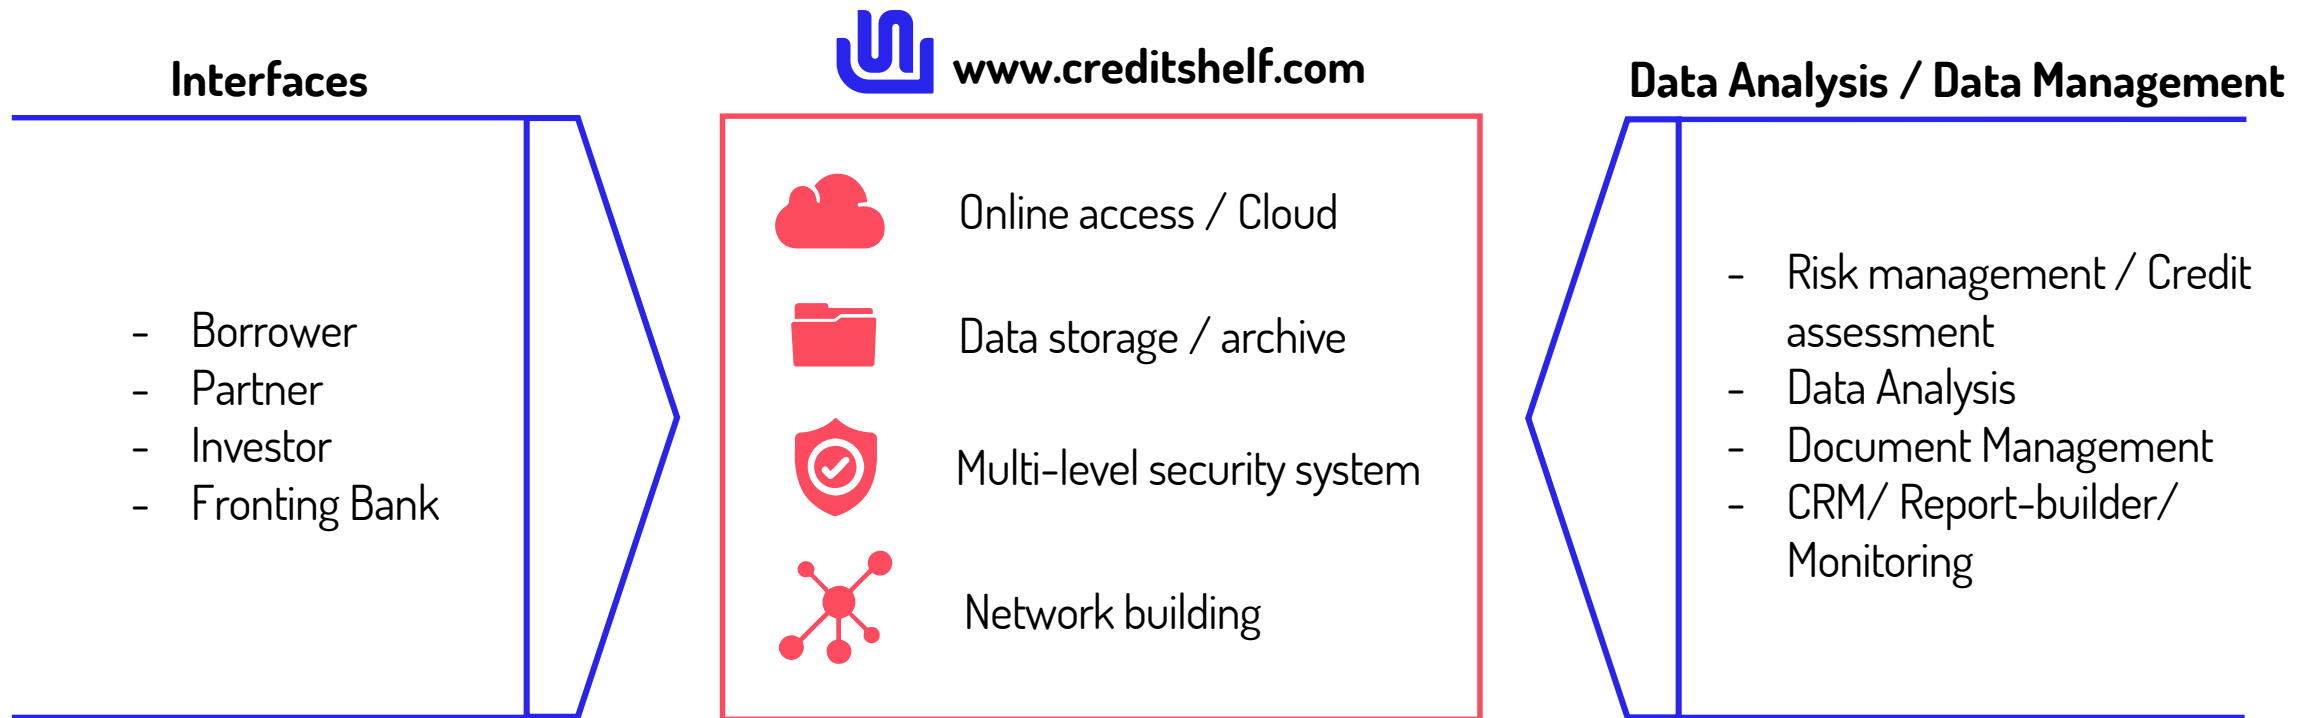 Interfaces
- Borrower
- Partner
- Investor
- Fronting Bank
www.creditshelf.com
Online access / Cloud
Data storage / archive
Multi-level security system
Network building
Data Analysis / Data Management
- Risk management / Credit
assessment
- Data Analysis
- Document Management
- CRM/ Report-builder/
Monitoring